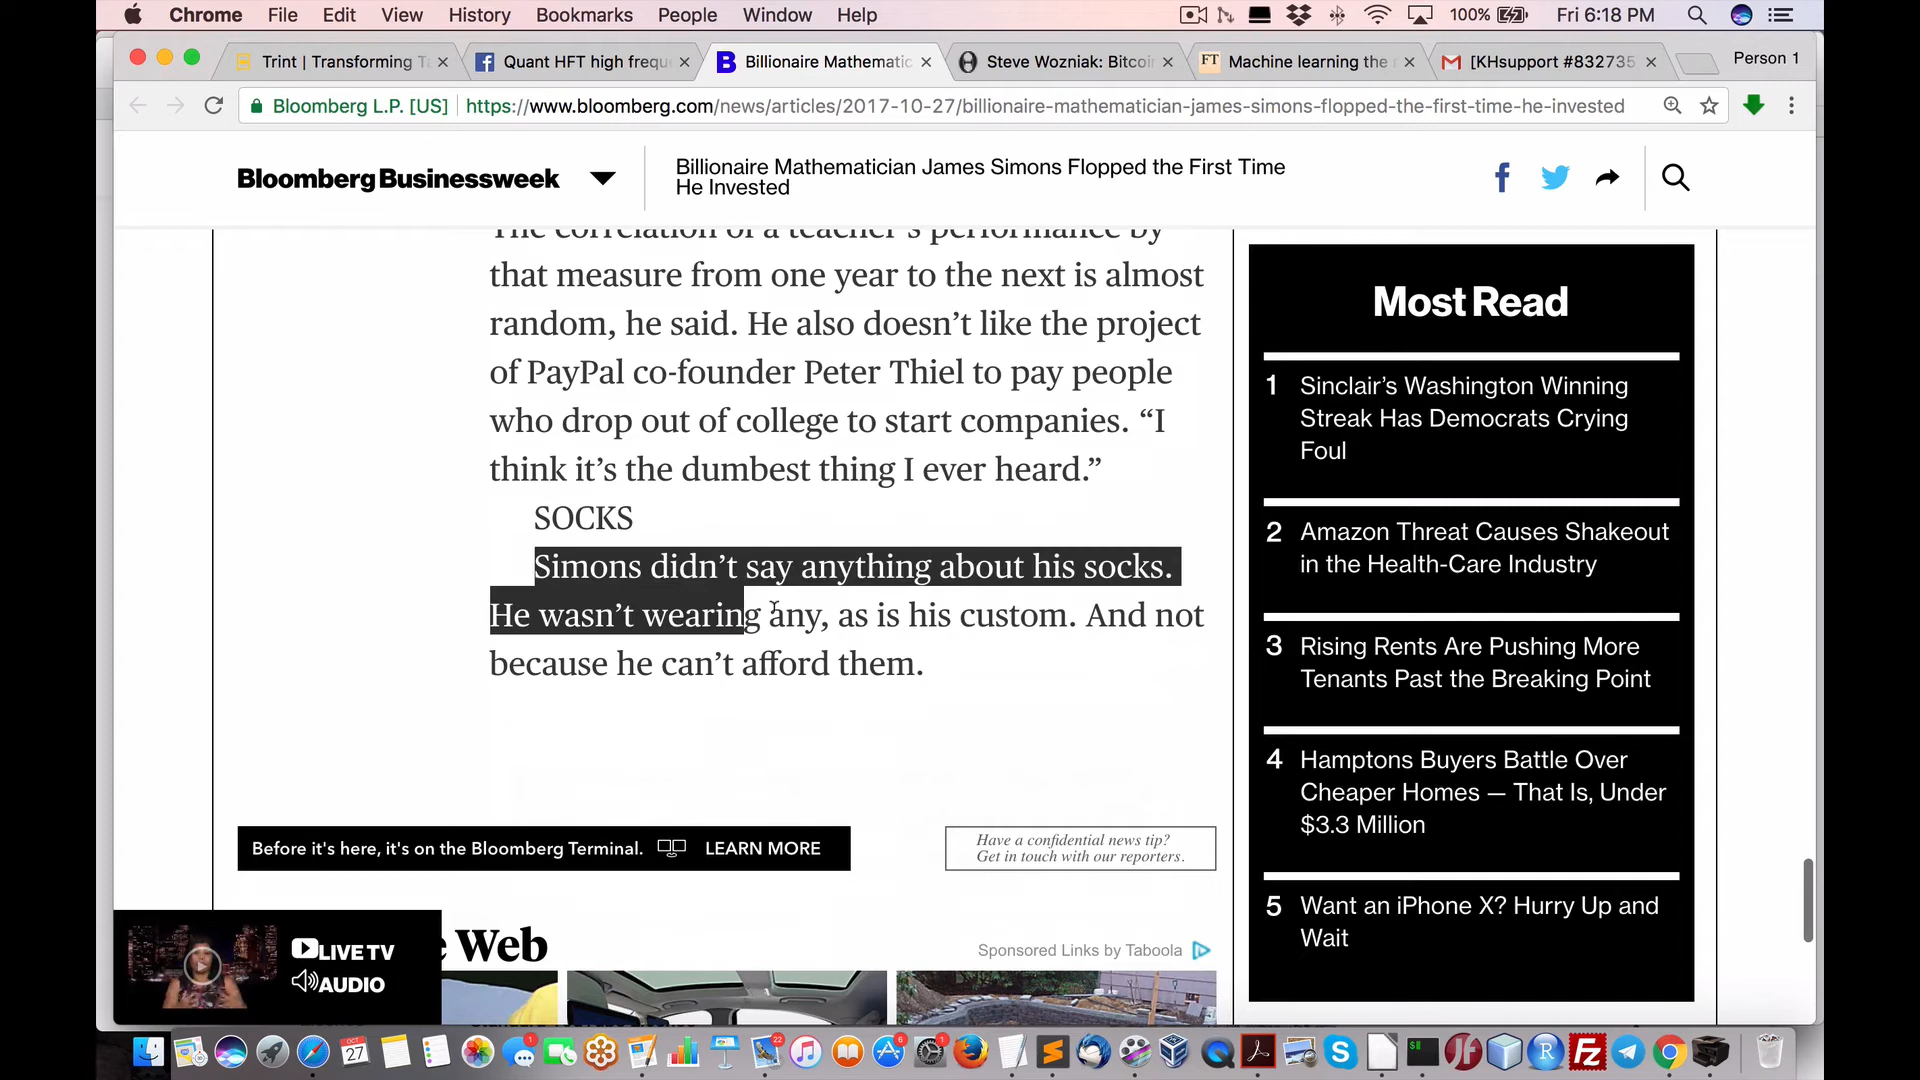 Chrome File Edit View History Bookmarks People Window Help 100% Fri 6:18 PM
Trint | Transforming Ta
Quant HFT high frequ
Billionaire Mathematic
Steve Wozniak: Bitcoi
Machine learning the
[KHsupport #832735
Person 1
Bloomberg L.P. [US] https://www.bloomberg.com/news/articles/2017-10-27/billionaire-mathematician-james-simons-flopped-the-first-time-he-invested
Bloomberg Businessweek
Billionaire Mathematician James Simons Flopped the First Time
He Invested
The correlation of a teacher's performance by
that measure from one year to the next is almost
random, he said. He also doesn't like the project
of PayPal co-founder Peter Thiel to pay people
who drop out of college to start companies. “I
think it's the dumbest thing I ever heard.”
SOCKS
Simons didn't say anything about his socks.
He wasn't wearing any, as is his custom. And not
because he can't afford them.
Most Read
1 Sinclair's Washington Winning
Streak Has Democrats Crying
Foul
2 Amazon Threat Causes Shakeout
in the Health-Care Industry
3 Rising Rents Are Pushing More
Tenants Past the Breaking Point
4 Hamptons Buyers Battle Over
Cheaper Homes — That Is, Under
$3.3 Million
5 Want an iPhone X? Hurry Up and
Wait
Before it's here, it's on the Bloomberg Terminal. LEARN MORE
Have a confidential news tip?
Get in touch with our reporters.
LIVE TV
AUDIO
e Web
Sponsored Links by Taboola
OCT
27